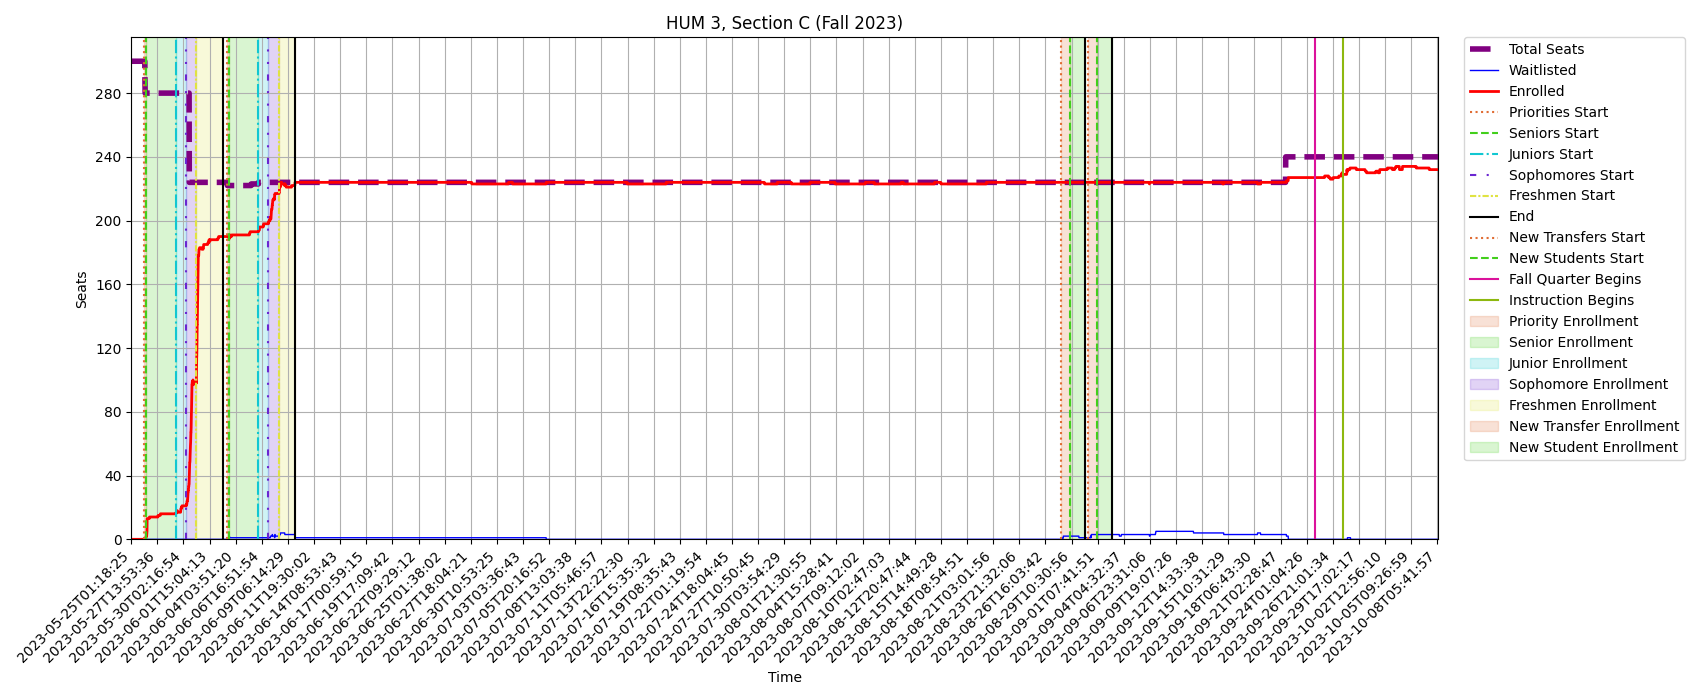 HUM 3, Section C (Fall 2023)
Seats
280
240
200
160
120
80
40
0
2023-05-25T01:18:25
2023-05-27T13:53:36
2023-05-30T02:16:54
2023-06-01T15:04:13
2023-06-04T03:51:20
2023-06-06T16:51:54
2023-06-09T06:14:29
2023-06-11T19:30:02
2023-06-14T08:53:43
2023-06-17T00:59:15
2023-06-19T17:09:42
2023-06-22T09:29:12
2023-06-25T01:38:02
2023-06-27T18:04:21
2023-06-30T10:53:25
2023-07-03T03:36:43
2023-07-05T20:16:52
2023-07-08T13:03:38
2023-07-11T05:46:57
2023-07-13T22:22:30
2023-07-16T15:35:32
2023-07-19T08:35:43
2023-07-22T01:19:54
2023-07-24T18:04:45
2023-07-27T10:50:45
2023-07-30T03:54:29
2023-08-01T21:30:55
2023-08-04T15:28:41
2023-08-07T09:12:02
2023-08-10T02:47:03
2023-08-12T20:47:44
2023-08-15T14:49:28
2023-08-18T08:54:51
2023-08-21T03:01:56
2023-08-23T21:32:06
2023-08-26T16:03:42
2023-08-29T10:30:56
2023-09-01T07:41:51
2023-09-04T04:32:37
2023-09-06T23:31:06
2023-09-09T19:07:26
2023-09-12T14:33:38
2023-09-15T10:31:29
2023-09-18T06:43:30
2023-09-21T02:28:47
2023-09-24T01:04:26
2023-09-26T21:01:34
2023-09-29T17:02:17
2023-10-02T12:56:10
2023-10-05T09:26:59
2023-10-08T05:41:57
Time
Total Seats
Waitlisted
Enrolled
Priorities Start
Seniors Start
Juniors Start
Sophomores Start
Freshmen Start
End
New Transfers Start
New Students Start
Fall Quarter Begins
Instruction Begins
Priority Enrollment
Senior Enrollment
Junior Enrollment
Sophomore Enrollment
Freshmen Enrollment
New Transfer Enrollment
New Student Enrollment